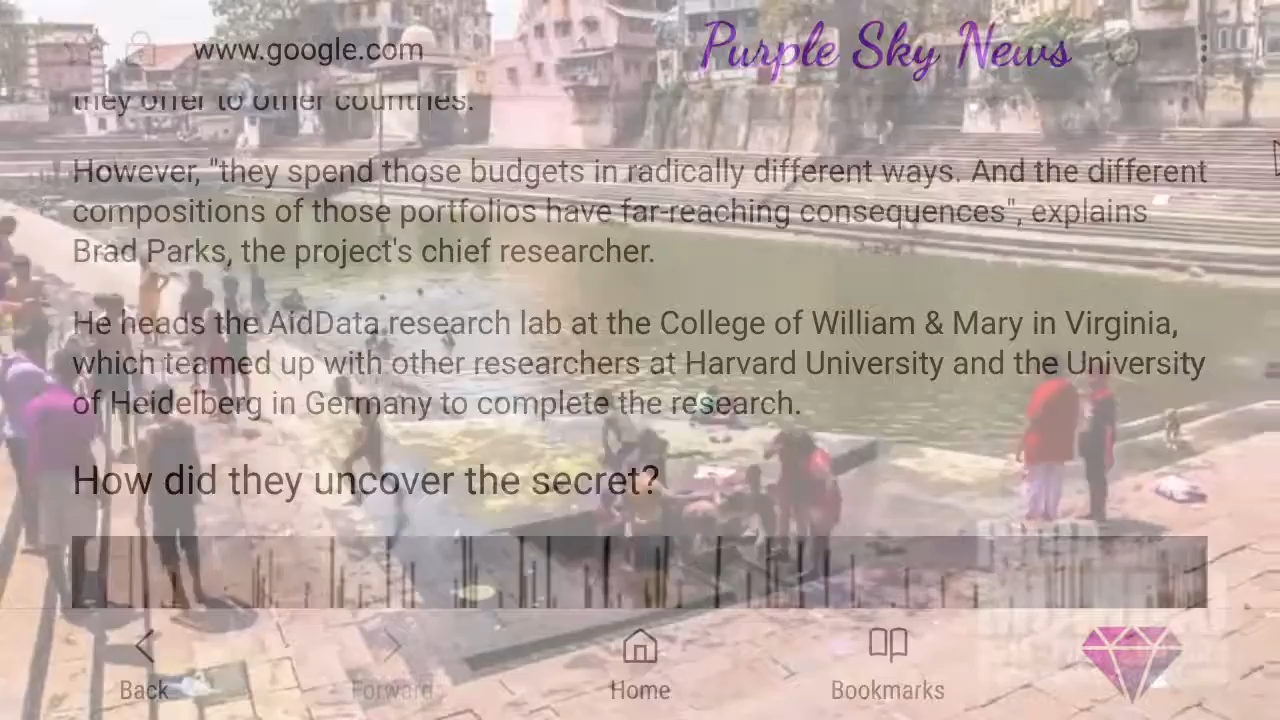 www.google.com
Purple Sky News
they offer to other countries.
However, "they spend those budgets in radically different ways. And the different
compositions of those portfolios have far-reaching consequences", explains
Brad Parks, the project's chief researcher.
He heads the AidData research lab at the College of William & Mary in Virginia,
which teamed up with other researchers at Harvard University and the University
of Heidelberg in Germany to complete the research.
How did they uncover the secret?
Back
Forward
Home
Bookmarks